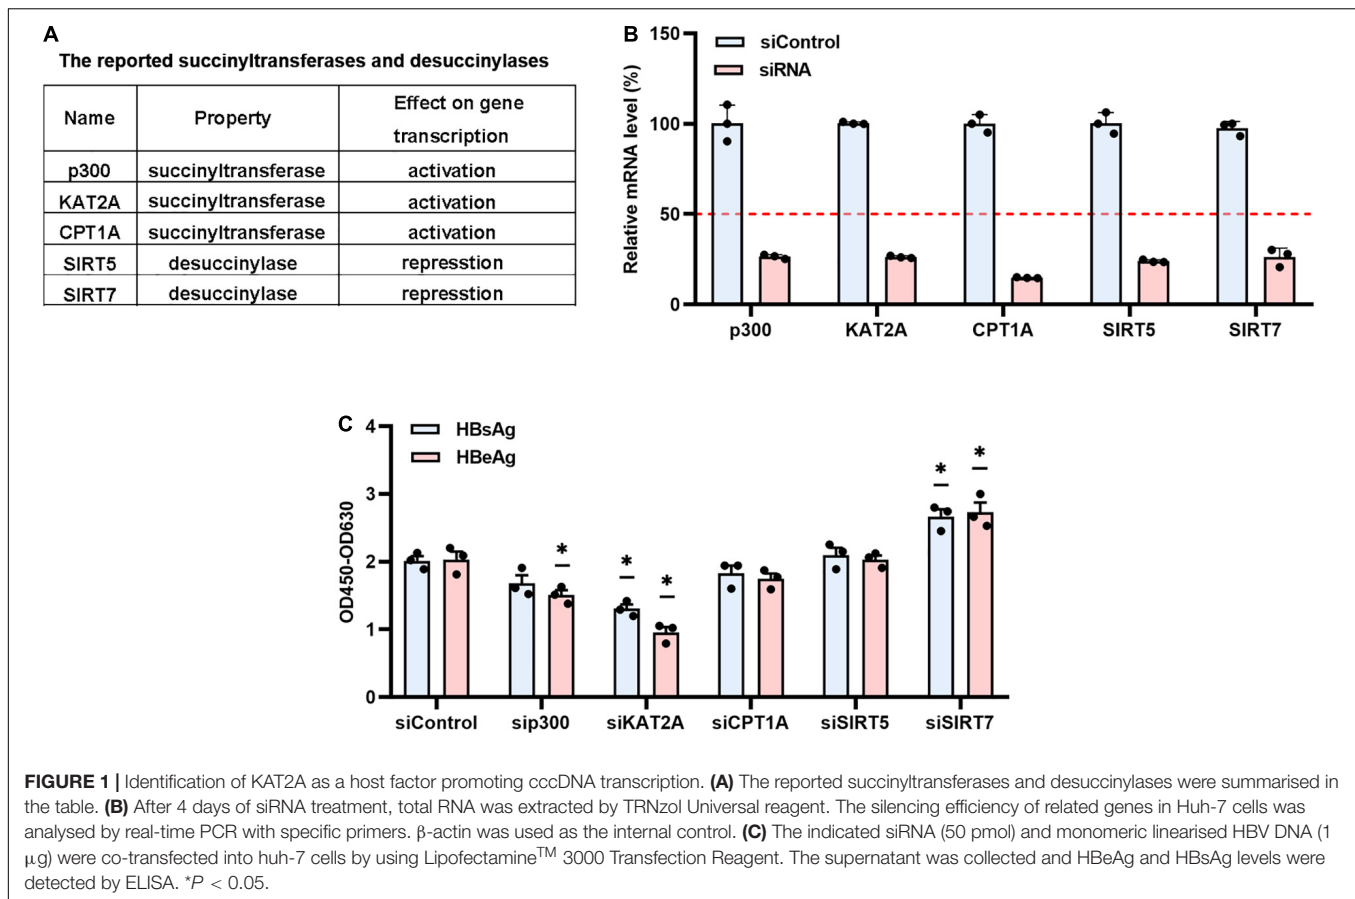 A
The reported succinyltransferases and desuccinylases
Name Property Effect on gene transcription
p300 succinyltransferase activation
KAT2A succinyltransferase activation
CPT1A succinyltransferase activation
SIRT5 desuccinylase represstion
SIRT7 desuccinylase represstion
B
siControl
siRNA
Relative mRNA level (%)
150
100
50
0
p300 KAT2A CPT1A SIRT5 SIRT7
C
HBsAg
HBeAg
OD450-OD630
4
3
2
1
0
* * * * *
siControl sip300 siKAT2A siCPT1A siSIRT5 siSIRT7
FIGURE 1 | Identification of KAT2A as a host factor promoting cccDNA transcription. (A) The reported succinyltransferases and desuccinylases were summarised in
the table. (B) After 4 days of siRNA treatment, total RNA was extracted by TRNzol Universal reagent. The silencing efficiency of related genes in Huh-7 cells was
analysed by real-time PCR with specific primers. β-actin was used as the internal control. (C) The indicated siRNA (50 pmol) and monomeric linearised HBV DNA (1
μg) were co-transfected into huh-7 cells by using Lipofectamine™ 3000 Transfection Reagent. The supernatant was collected and HBeAg and HBsAg levels were
detected by ELISA. *P < 0.05.